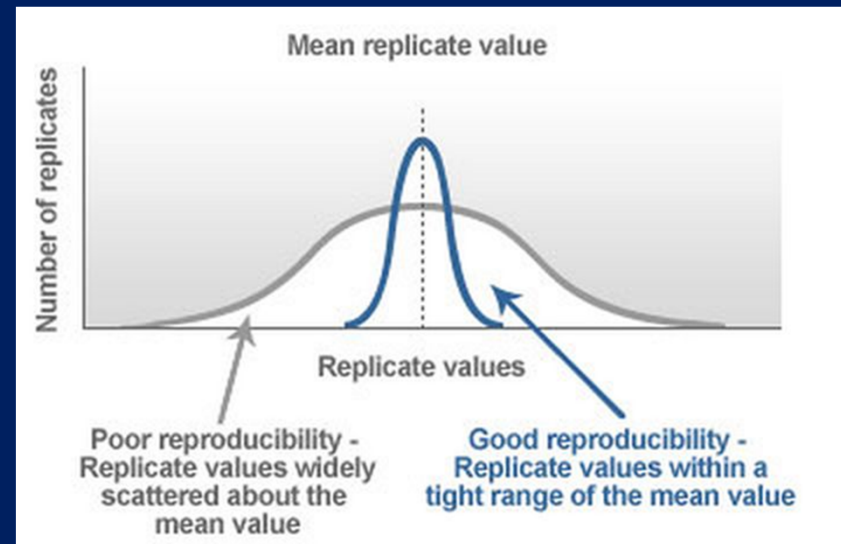 Mean replicate value
Number of replicates
Replicate values
Poor reproducibility -
Replicate values widely
scattered about the
mean value
Good reproducibility -
Replicate values within a
tight range of the mean value